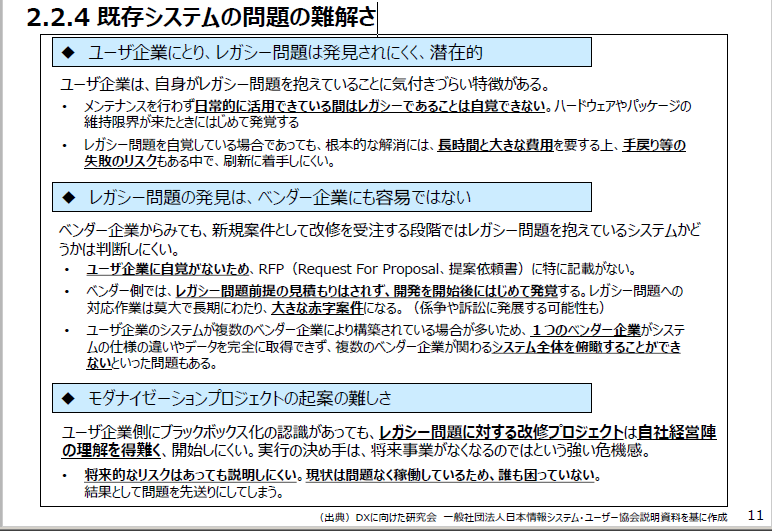 2.2.4 既存システムの問題の難解さ
◆ ユーザ企業にとり、レガシー問題は発見されにくく、潜在的
ユーザ企業は、自身がレガシー問題を抱えていることに気付きづらい特徴がある。
• メンテナンスを行わず日常的に活用できている間はレガシーであることは自覚できない。ハードウェアやパッケージの
維持限界が来たときにはじめて発覚する
• レガシー問題を自覚している場合であっても、根本的な解消には、長時間と大きな費用を要する上、手戻り等の
失敗のリスクもある中で、刷新に着手しにくい。
◆ レガシー問題の発見は、ベンダー企業にも容易ではない
ベンダー企業からみても、新規案件として改修を受注する段階ではレガシー問題を抱えているシステムかど
うかは判断しにくい。
• ユーザ企業に自覚がないため、RFP（Request For Proposal、提案依頼書）に特に記載がない。
• ベンダー側では、レガシー問題前提の見積もりはされず、開発を開始後にはじめて発覚する。レガシー問題への
対応作業は莫大で長期にわたり、大きな赤字案件になる。（係争や訴訟に発展する可能性も）
• ユーザ企業のシステムが複数のベンダー企業により構築されている場合が多いため、１つのベンダー企業がシステ
ムの仕様の違いやデータを完全に取得できず、複数のベンダー企業が関わるシステム全体を俯瞰することができ
ないといった問題もある。
◆ モダナイゼーションプロジェクトの起案の難しさ
ユーザ企業側にブラックボックス化の認識があっても、レガシー問題に対する改修プロジェクトは自社経営陣
の理解を得難く、開始しにくい。実行の決め手は、将来事業がなくなるのではという強い危機感。
• 将来的なリスクはあっても説明しにくい。現状は問題なく稼働しているため、誰も困っていない。
結果として問題を先送りにしてしまう。
（出典）DXに向けた研究会 一般社団法人日本情報システム・ユーザー協会説明資料を基に作成 11